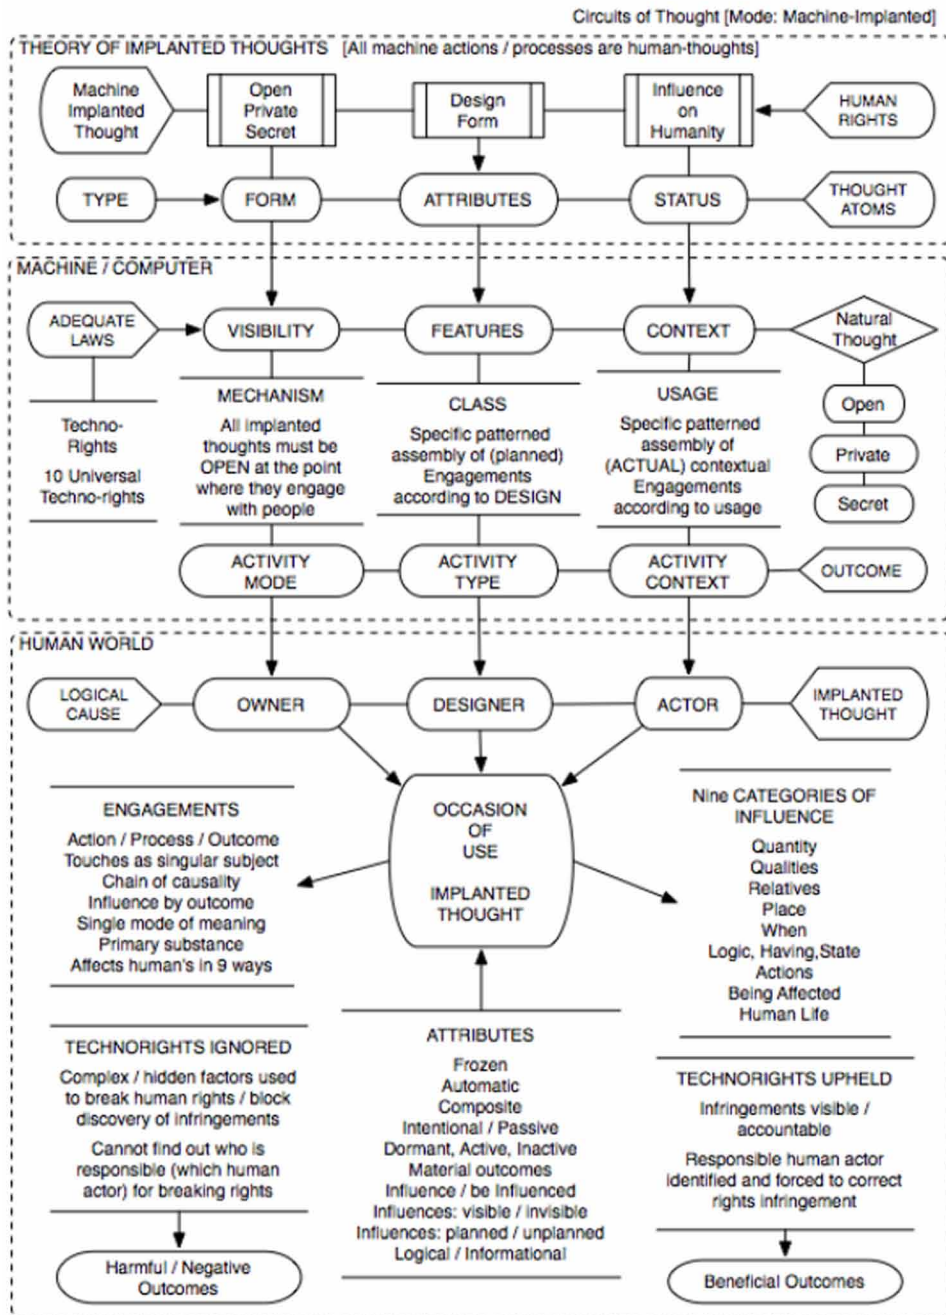 Circuits of Thought [Mode: Machine-Implanted]
THEORY OF IMPLANTED THOUGHTS [All machine actions / processes are human-thoughts]
Machine
Implanted
Thought
Open
Private
Secret
Design
Form
Influence
on
Humanity
HUMAN
RIGHTS
TYPE
FORM
ATTRIBUTES
STATUS
THOUGHT
ATOMS
MACHINE / COMPUTER
ADEQUATE
LAWS
VISIBILITY
FEATURES
CONTEXT
Natural
Thought
Techno-
Rights
10 Universal
Techno-rights
MECHANISM
All implanted
thoughts must be
OPEN at the point
where they engage
with people
CLASS
Specific patterned
assembly of (planned)
Engagements
according to DESIGN
USAGE
Specific patterned
assembly of
(ACTUAL) contextual
Engagements
according to usage
Open
Private
Secret
ACTIVITY
MODE
ACTIVITY
TYPE
ACTIVITY
CONTEXT
OUTCOME
HUMAN WORLD
LOGICAL
CAUSE
OWNER
DESIGNER
ACTOR
IMPLANTED
THOUGHT
ENGAGEMENTS
Action / Process / Outcome
Touches as singular subject
Chain of causality
Influence by outcome
Single mode of meaning
Primary substance
Affects human's in 9 ways
OCCASION
OF
USE
IMPLANTED
THOUGHT
Nine CATEGORIES OF
INFLUENCE
Quantity
Qualities
Relatives
Place
When
Logic, Having,State
Actions
Being Affected
Human Life
TECHNORIGHTS IGNORED
Complex / hidden factors used
to break human rights / block
discovery of infringements
Cannot find out who is
responsible (which human
actor) for breaking rights
Harmful / Negative
Outcomes
ATTRIBUTES
Frozen
Automatic
Composite
Intentional / Passive
Dormant, Active, Inactive
Material outcomes
Influence / be Influenced
Influences: visible / invisible
Influences: planned / unplanned
Logical / Informational
TECHNORIGHTS UPHELD
Infringements visible /
accountable
Responsible human actor
identified and forced to correct
rights infringement
Beneficial Outcomes